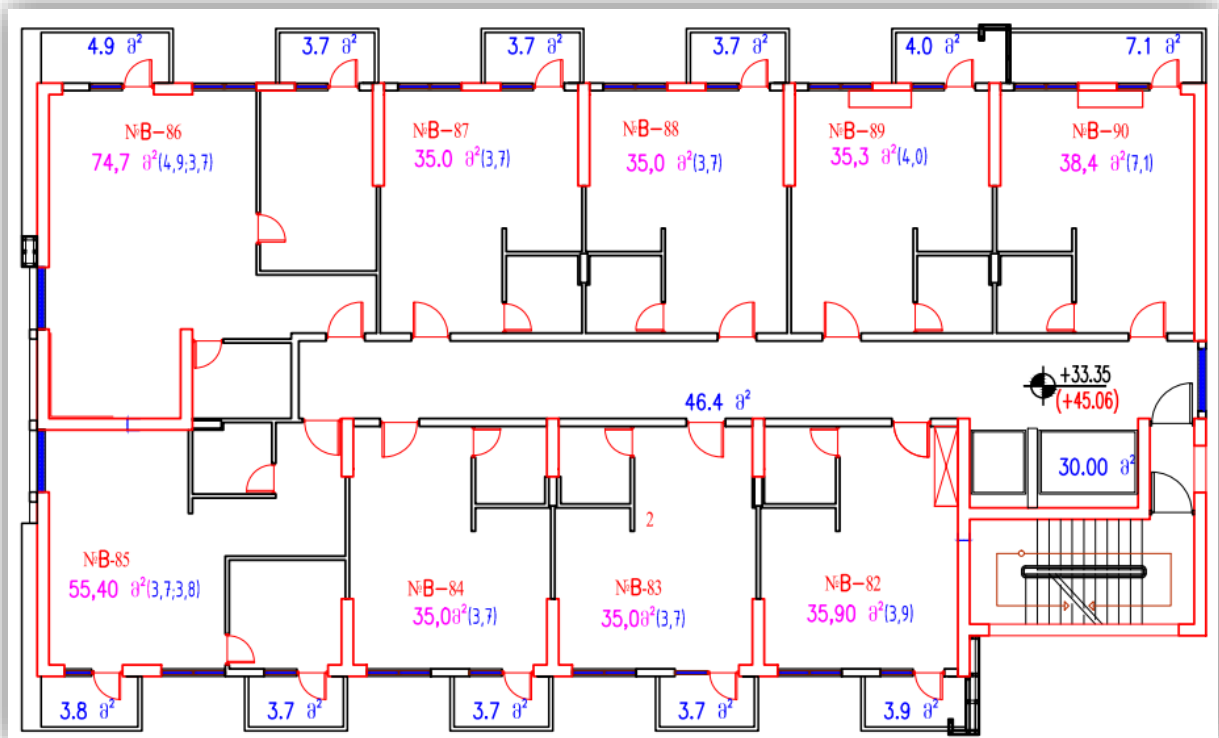 4.9 მ² 3.7 მ² 3.7 მ² 3.7 მ² 4.0 მ² 7.1 მ²
№B-86
74,7 მ²(4,9;3,7)
№B-87
35.0 მ²(3,7)
№B-88
35,0 მ²(3,7)
№B-89
35,3 მ²(4,0)
№B-90
38,4 მ²(7,1)
+33.35
(+45.06)
46.4 მ²
30.00 მ²
2
№B-85
55,40 მ²(3,7;3,8)
№B-84
35,0მ²(3,7)
№B-83
35,0მ²(3,7)
№B-82
35,90 მ²(3,9)
3.8 მ² 3.7 მ² 3.7 მ² 3.7 მ² 3.9 მ²